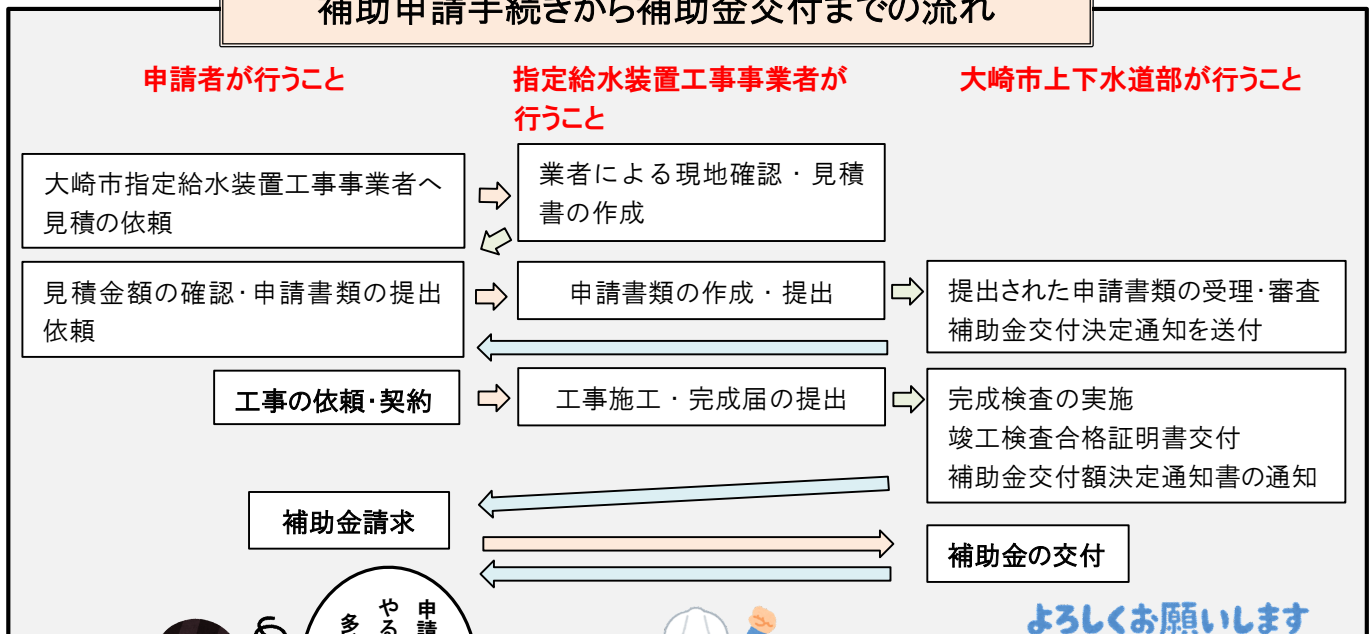 補助申請手続きから補助金交付までの流れ
申請者が行うこと
指定給水装置工事事業者が
行うこと
大崎市上下水道部が行うこと
大崎市指定給水装置工事事業者へ
見積の依頼
業者による現地確認・見積
書の作成
見積金額の確認・申請書類の提出
依頼
申請書類の作成・提出
提出された申請書類の受理・審査
補助金交付決定通知を送付
工事の依頼・契約
工事施工・完成届の提出
完成検査の実施
竣工検査合格証明書交付
補助金交付額決定通知書の通知
補助金請求
補助金の交付
申請
やる
多
よろしくお願いします